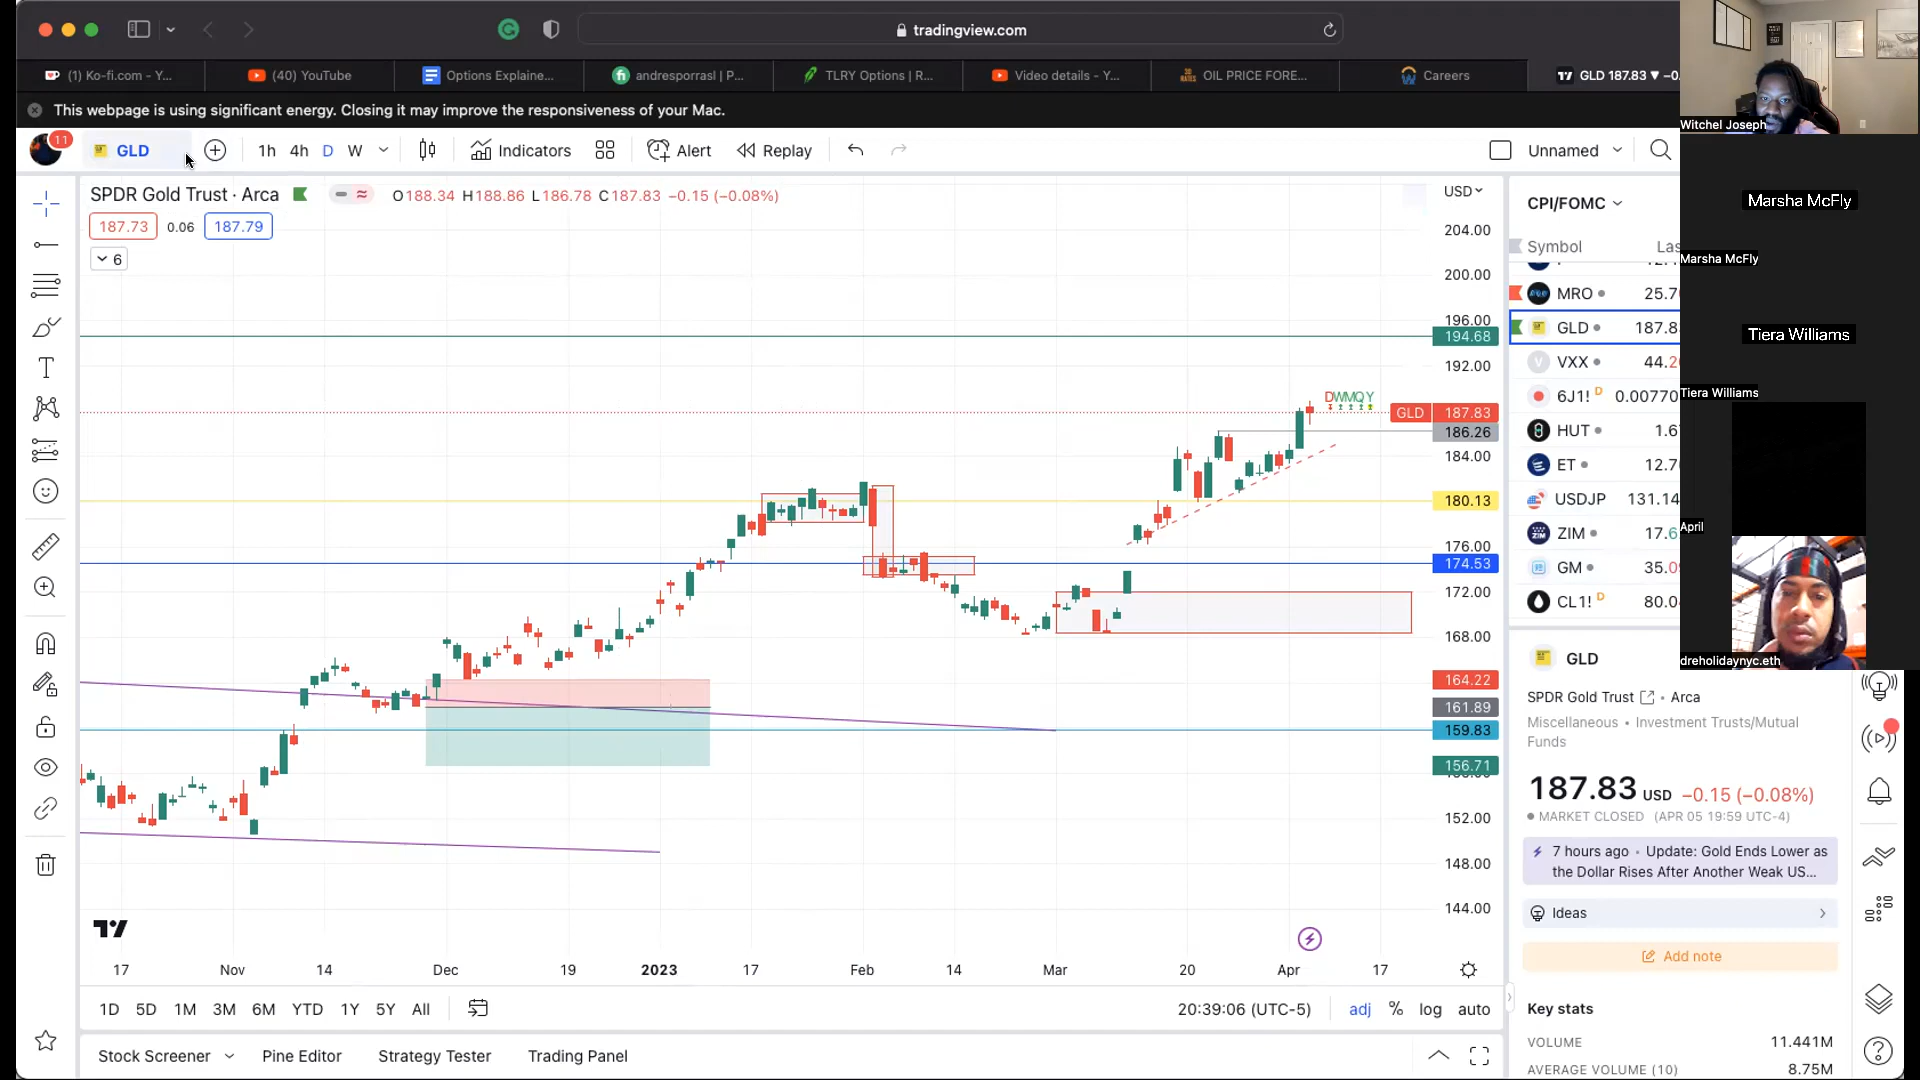 tradingview.com
(1) Ko-fi.com - Y...
(40) YouTube
Options Explaine...
andresporrasl | P...
TLRY Options | R...
Video details - Y...
OIL PRICE FORE...
Careers
GLD 187.83 ▼ −0.
This webpage is using significant energy. Closing it may improve the responsiveness of your Mac.
11
GLD
1h 4h D W
Indicators
Alert
Replay
Unnamed
SPDR Gold Trust · Arca
O188.34 H188.86 L186.78 C187.83 −0.15 (−0.08%)
187.73 0.06 187.79
6
USD
204.00
200.00
196.00
194.68
192.00
DWMQY
GLD 187.83
186.26
184.00
180.13
176.00
174.53
172.00
168.00
164.22
161.89
159.83
156.71
152.00
148.00
144.00
17 Nov 14 Dec 19 2023 17 Feb 14 Mar 20 Apr 17
1D 5D 1M 3M 6M YTD 1Y 5Y All
20:39:06 (UTC-5)
adj % log auto
Stock Screener
Pine Editor
Strategy Tester
Trading Panel
CPI/FOMC
Symbol Las
MRO 25.7
GLD 187.8
VXX 44.2
6J1! D 0.00770
HUT 1.6
ET 12.7
USDJP 131.14
ZIM 17.6
GM 35.0
CL1! D 80.0
GLD
SPDR Gold Trust • Arca
Miscellaneous • Investment Trusts/Mutual
Funds
187.83 USD −0.15 (−0.08%)
MARKET CLOSED (APR 05 19:59 UTC-4)
7 hours ago • Update: Gold Ends Lower as
the Dollar Rises After Another Weak US...
Ideas
Add note
Key stats
VOLUME 11.441M
AVERAGE VOLUME (10) 8.75M
Witchel Joseph
Marsha McFly
Marsha McFly
Tiera Williams
Tiera Williams
April
dreholidaynyc.eth